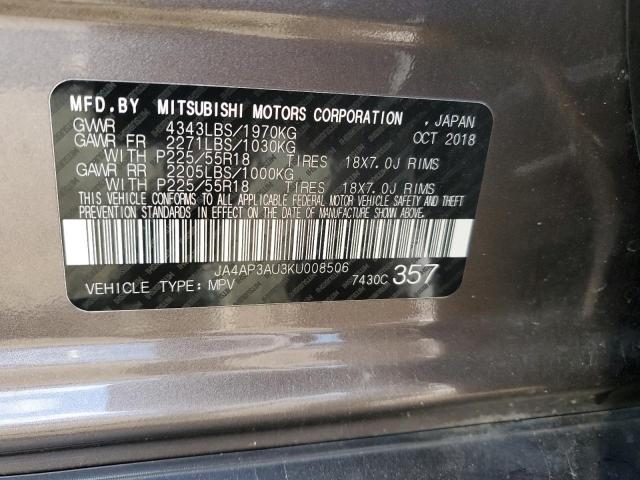 MFD.BY MITSUBISHI MOTORS CORPORATION , JAPAN
GVWR 4343LBS/1970KG OCT 2018
GAWR FR 2271LBS/1030KG
WITH P225/55R18 TIRES 18X7.0J RIMS
GAWR RR 2205LBS/1000KG
WITH P225/55R18 TIRES 18X7.0J RIMS
THIS VEHICLE CONFORMS TO ALL APPLICABLE FEDERAL MOTOR VEHICLE SAFETY AND THEFT
PREVENTION STANDARDS IN EFFECT ON THE DATE OF MANUFACTURE SHOWN ABOVE.
JA4AP3AU3KU008506
VEHICLE TYPE: MPV 7430C 357